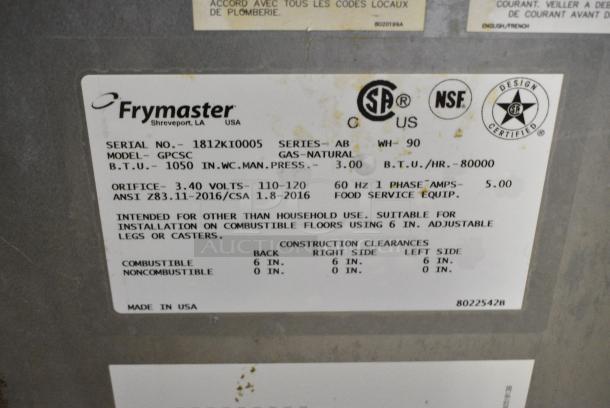 ACCORD AVEC TOUS LES CODES LOCAUX
DE PLOMBERIE.
8020199A
COURANT. VEILLER A DE
DE COURANT AVANT D
ENGLISH/FRENCH
Frymaster
Shreveport, LA USA
CSA ®
C US
NSF
DESIGN
CERTIFIED
SERIAL NO.- 1812KI0005 SERIES- AB WH- 90
MODEL- GPCSC GAS-NATURAL
B.T.U.- 1050 IN.WC.MAN.PRESS.- 3.00 B.T.U./HR.-80000
ORIFICE- 3.40 VOLTS- 110-120 60 HZ 1 PHASE AMPS- 5.00
ANSI Z83.11-2016/CSA 1.8-2016 FOOD SERVICE EQUIP.
INTENDED FOR OTHER THAN HOUSEHOLD USE. SUITABLE FOR
INSTALLATION ON COMBUSTIBLE FLOORS USING 6 IN. ADJUSTABLE
LEGS OR CASTERS.
CONSTRUCTION CLEARANCES
BACK RIGHT SIDE LEFT SIDE
COMBUSTIBLE 6 IN. 6 IN. 6 IN.
NONCOMBUSTIBLE 0 IN. 0 IN. 0 IN.
MADE IN USA 8022542B